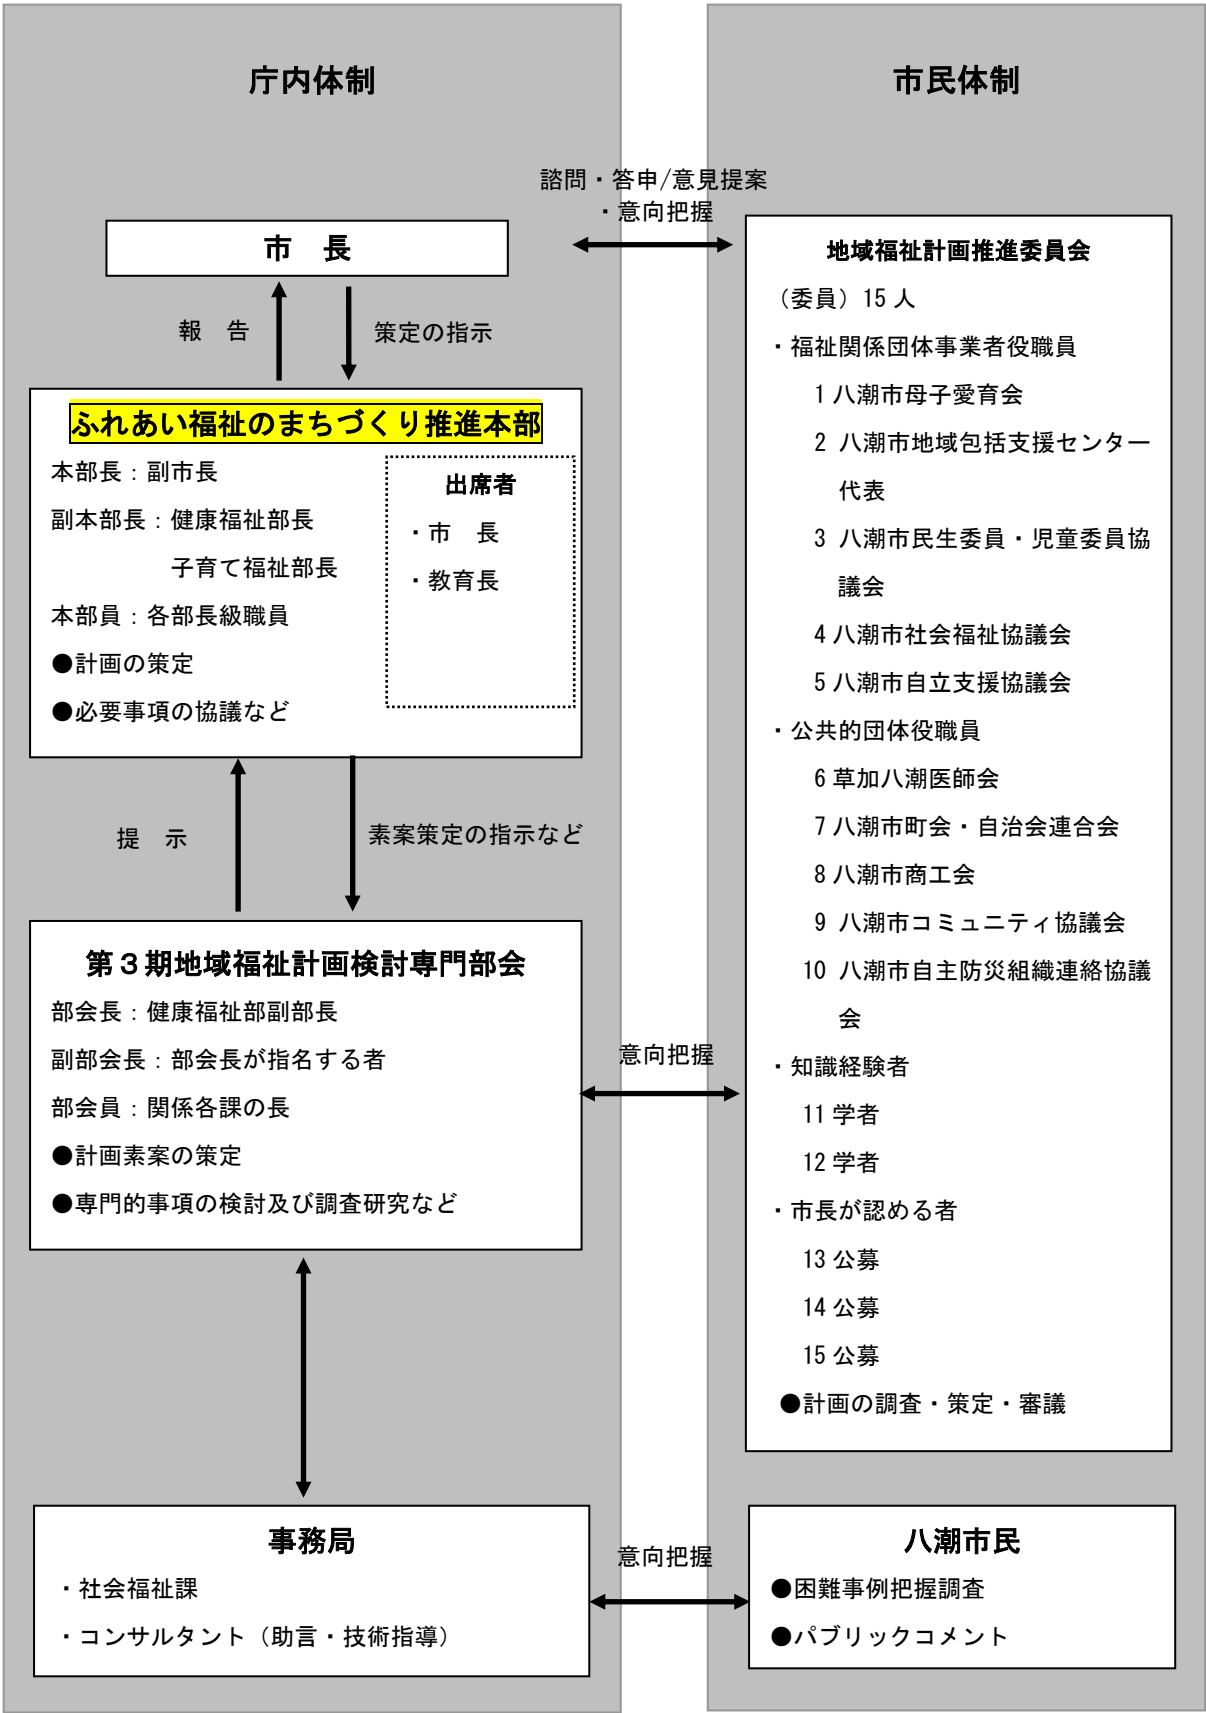 庁内体制
市　長
報　告
策定の指示
ふれあい福祉のまちづくり推進本部
本部長：副市長
副本部長：健康福祉部長
子育て福祉部長
本部員：各部長級職員
●計画の策定
●必要事項の協議など
出席者
・市　長
・教育長
提　示
素案策定の指示など
第３期地域福祉計画検討専門部会
部会長：健康福祉部副部長
副部会長：部会長が指名する者
部会員：関係各課の長
●計画素案の策定
●専門的事項の検討及び調査研究など
事務局
・社会福祉課
・コンサルタント（助言・技術指導）
諮問・答申/意見提案
・意向把握
意向把握
意向把握
市民体制
地域福祉計画推進委員会
（委員）15 人
・福祉関係団体事業者役職員
1 八潮市母子愛育会
2 八潮市地域包括支援センター
代表
3 八潮市民生委員・児童委員協
議会
4 八潮市社会福祉協議会
5 八潮市自立支援協議会
・公共的団体役職員
6 草加八潮医師会
7 八潮市町会・自治会連合会
8 八潮市商工会
9 八潮市コミュニティ協議会
10 八潮市自主防災組織連絡協議
会
・知識経験者
11 学者
12 学者
・市長が認める者
13 公募
14 公募
15 公募
●計画の調査・策定・審議
八潮市民
●困難事例把握調査
●パブリックコメント